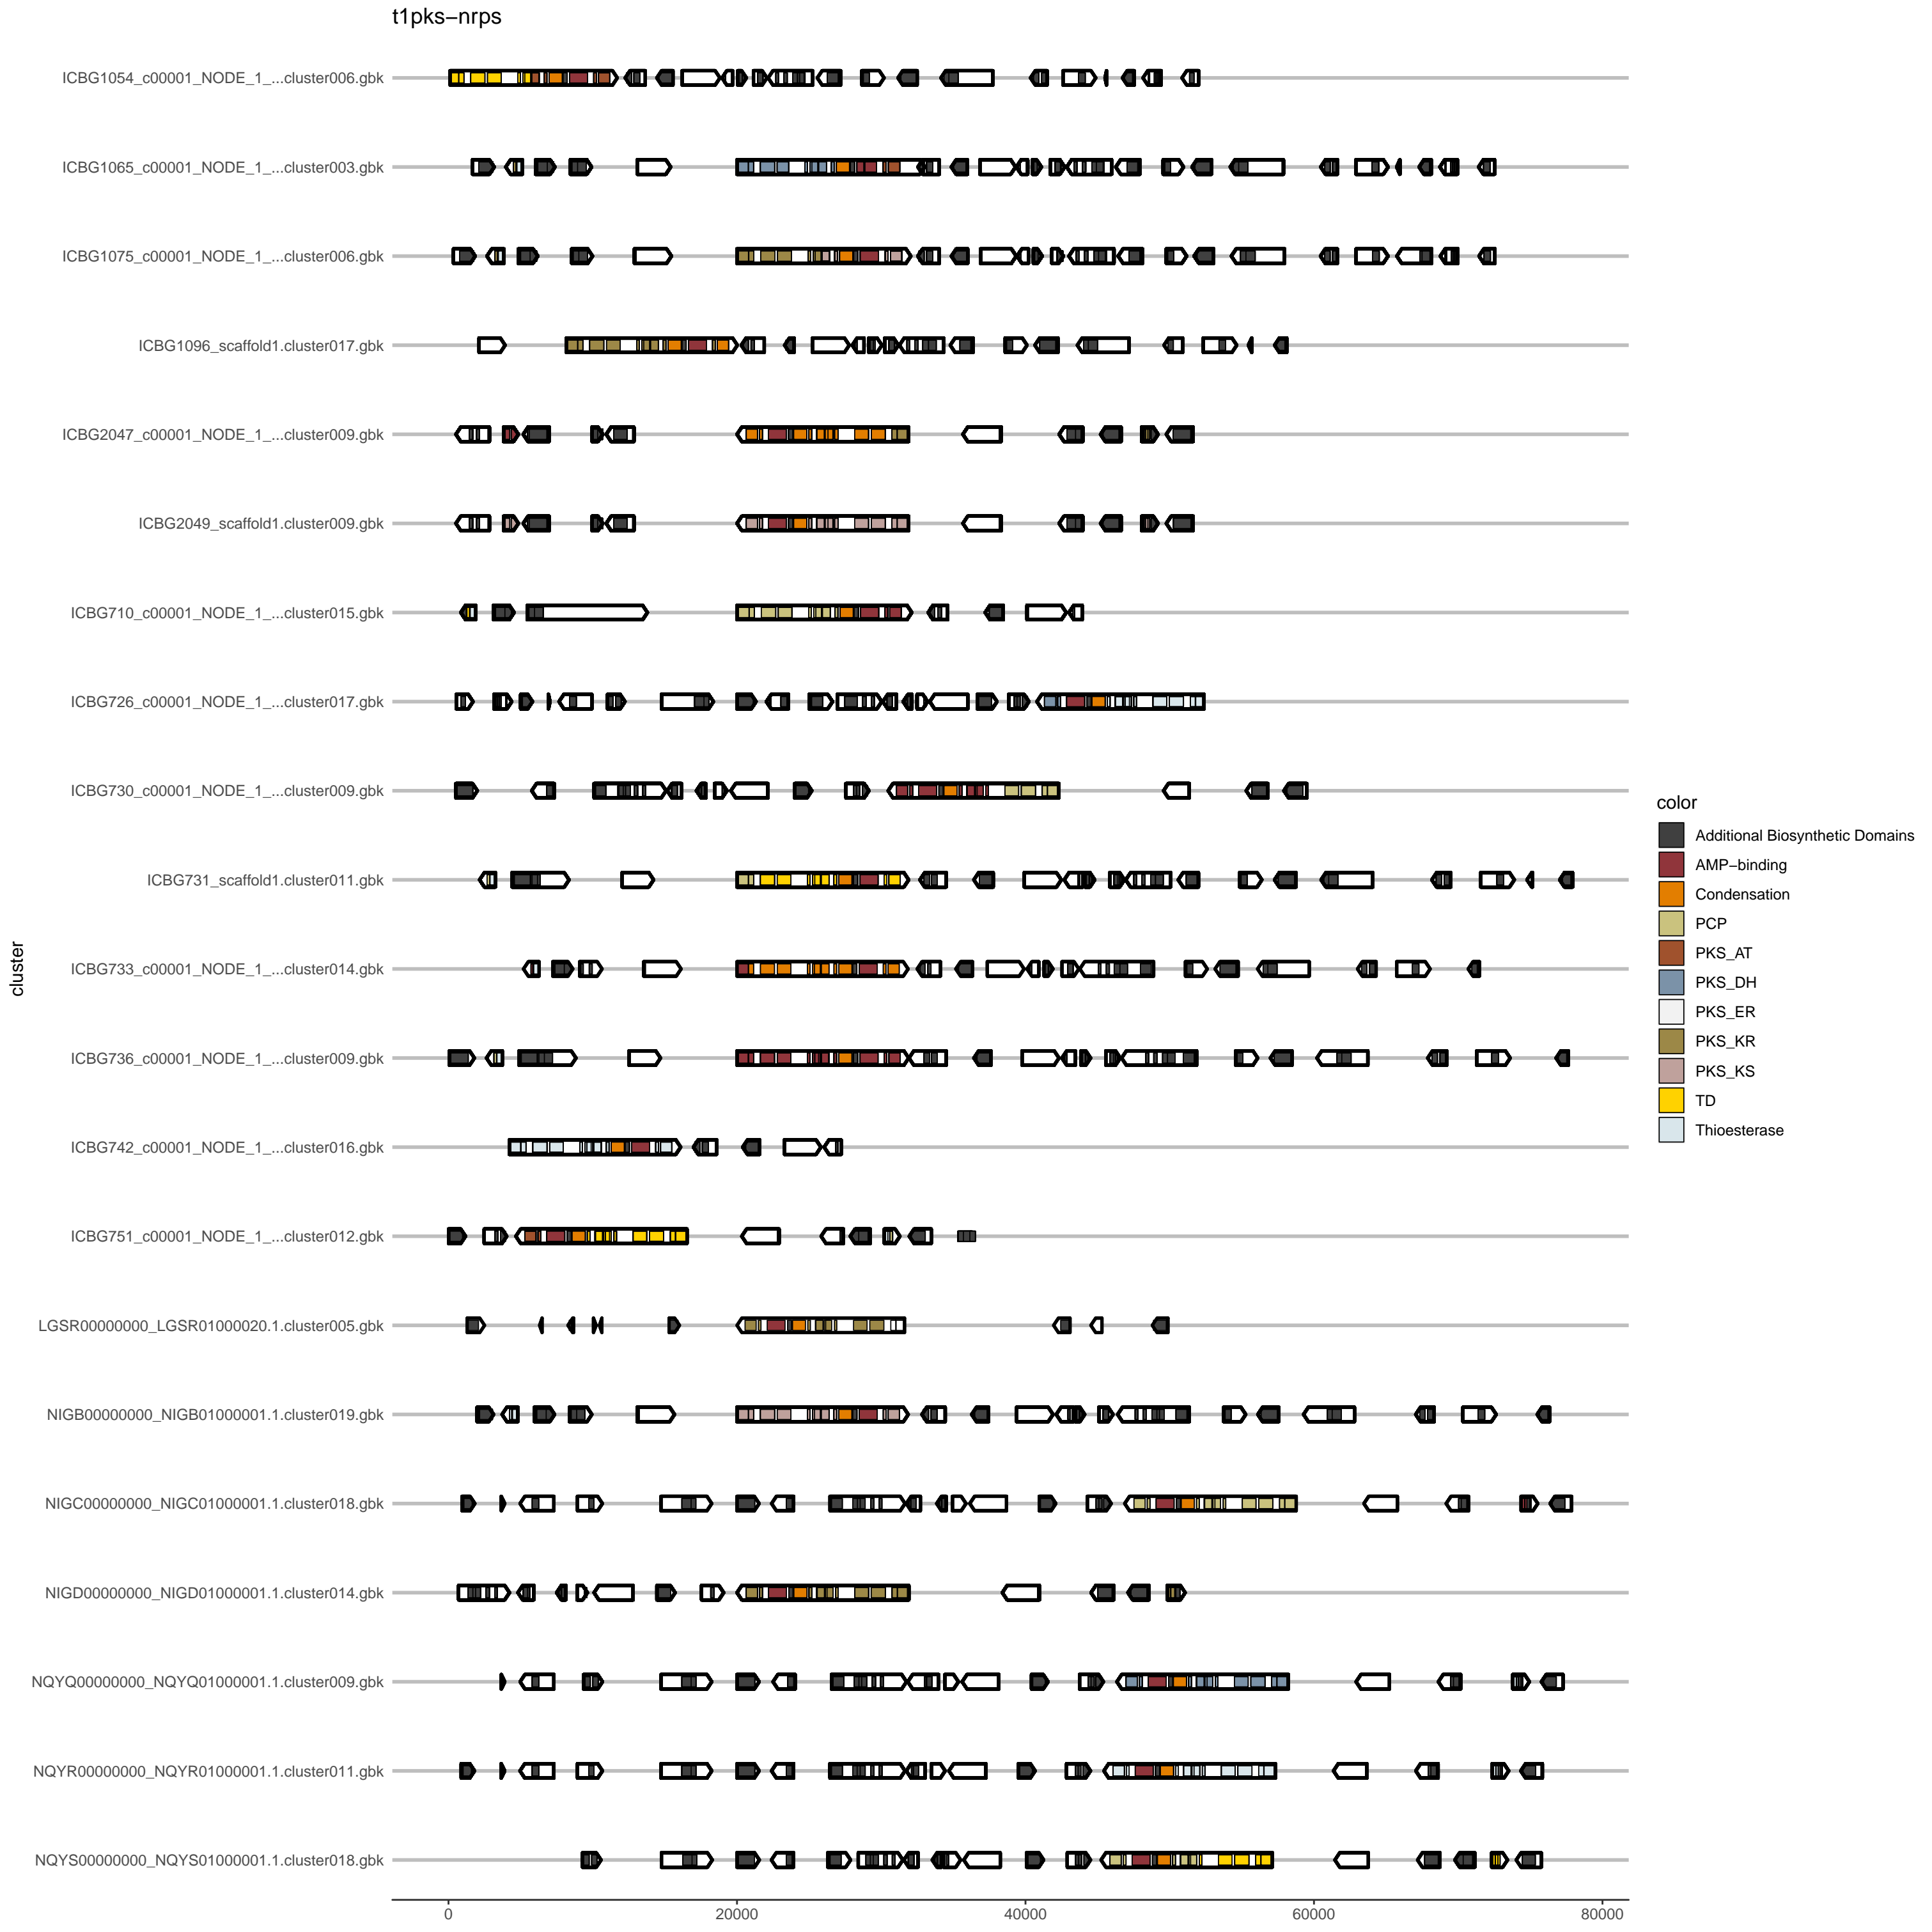 t1pks−nrps
ICBG1054_c00001_NODE_1_...cluster006.gbk
ICBG1065_c00001_NODE_1_...cluster003.gbk
ICBG1075_c00001_NODE_1_...cluster006.gbk
ICBG1096_scaffold1.cluster017.gbk
ICBG2047_c00001_NODE_1_...cluster009.gbk
ICBG2049_scaffold1.cluster009.gbk
ICBG710_c00001_NODE_1_...cluster015.gbk
ICBG726_c00001_NODE_1_...cluster017.gbk
ICBG730_c00001_NODE_1_...cluster009.gbk
ICBG731_scaffold1.cluster011.gbk
ICBG733_c00001_NODE_1_...cluster014.gbk
ICBG736_c00001_NODE_1_...cluster009.gbk
ICBG742_c00001_NODE_1_...cluster016.gbk
ICBG751_c00001_NODE_1_...cluster012.gbk
LGSR00000000_LGSR01000020.1.cluster005.gbk
NIGB00000000_NIGB01000001.1.cluster019.gbk
NIGC00000000_NIGC01000001.1.cluster018.gbk
NIGD00000000_NIGD01000001.1.cluster014.gbk
NQYQ00000000_NQYQ01000001.1.cluster009.gbk
NQYR00000000_NQYR01000001.1.cluster011.gbk
NQYS00000000_NQYS01000001.1.cluster018.gbk
cluster
0 20000 40000 60000 80000
color
Additional Biosynthetic Domains
AMP−binding
Condensation
PCP
PKS_AT
PKS_DH
PKS_ER
PKS_KR
PKS_KS
TD
Thioesterase